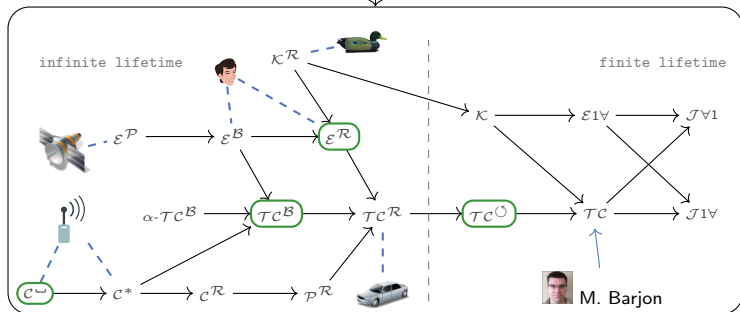 infinite lifetime
finite lifetime
𝒦^ℛ
ℰ^𝒫
ℰ^ℬ
ℰ^ℛ
𝒦
ℰ1∀
𝒥∀1
α-𝒯𝒞^ℬ
𝒯𝒞^ℬ
𝒯𝒞^ℛ
𝒯𝒞^↻
𝒯𝒞
𝒥1∀
𝒞^⊔
𝒞^*
𝒞^ℛ
𝒫^ℛ
M. Barjon